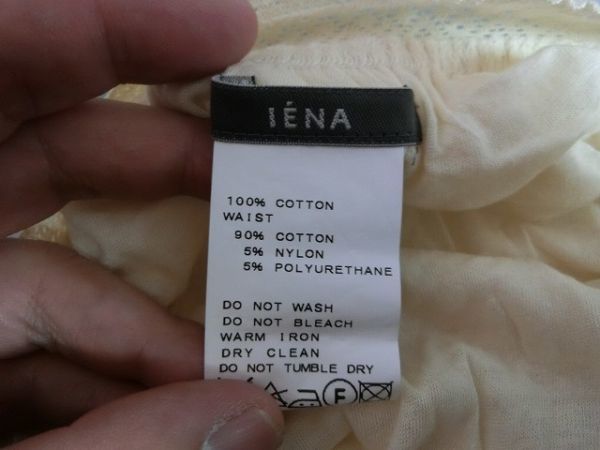 IÉNA
100% COTTON
WAIST
90% COTTON
5% NYLON
5% POLYURETHANE
DO NOT WASH
DO NOT BLEACH
WARM IRON
DRY CLEAN
DO NOT TUMBLE DRY
F